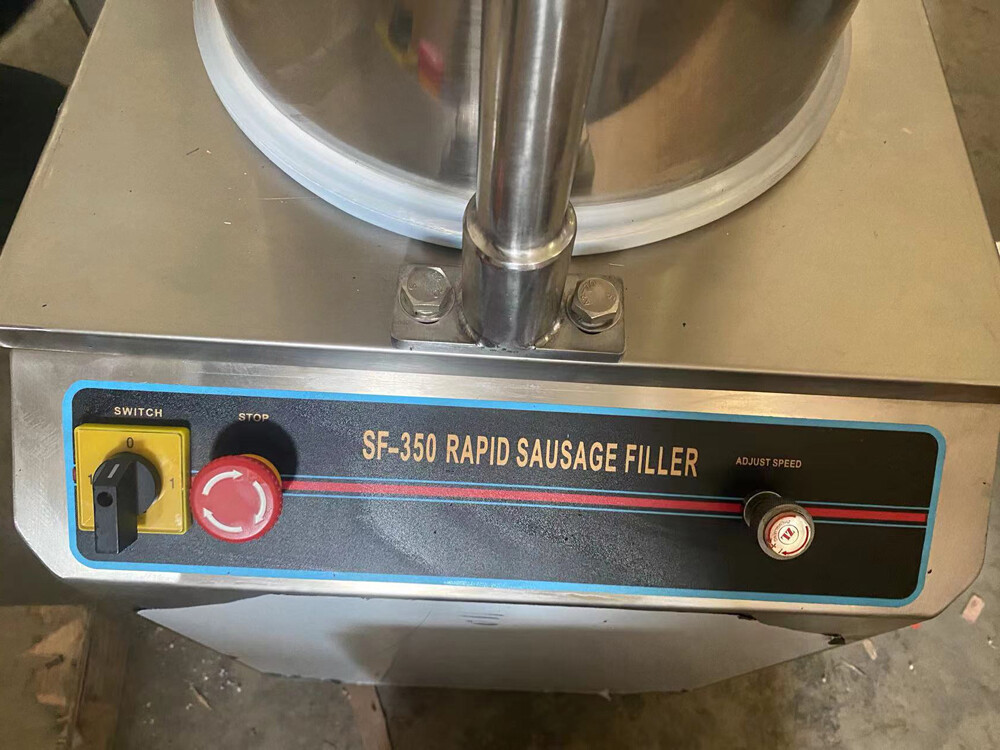 SWITCH
STOP
0
1
SF-350 RAPID SAUSAGE FILLER
ADJUST SPEED